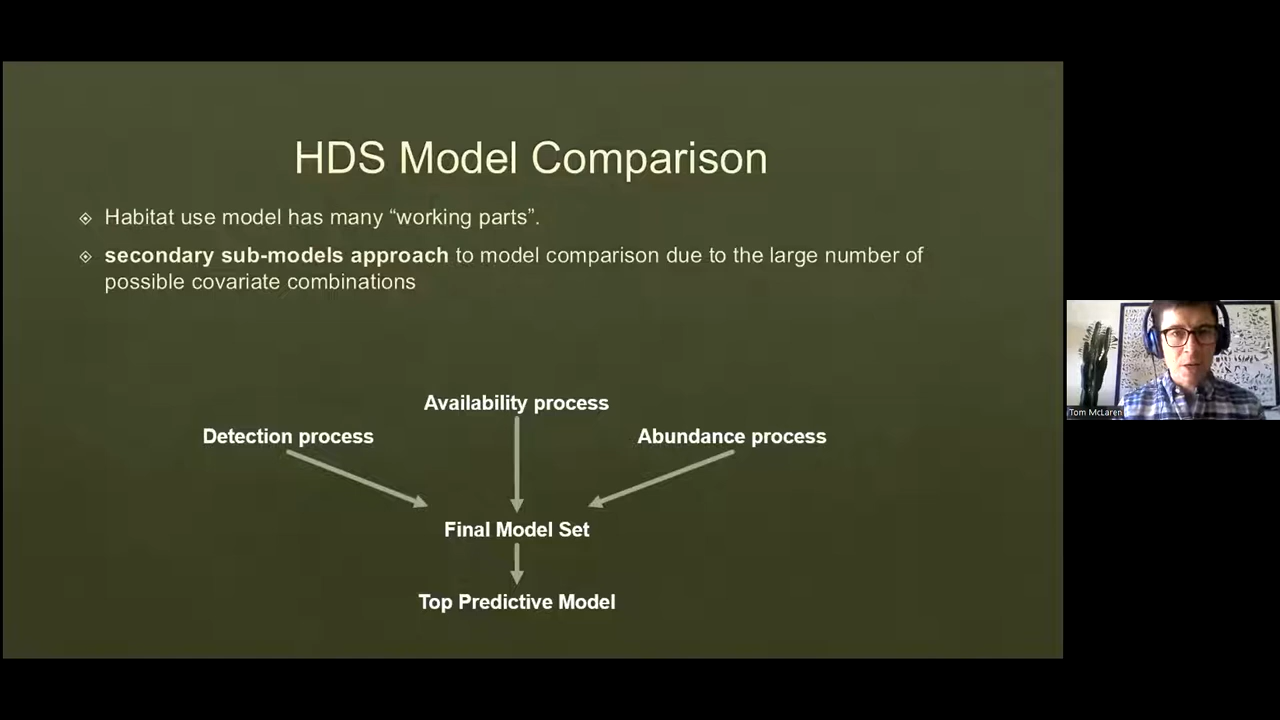 HDS Model Comparison
Habitat use model has many “working parts”.
secondary sub-models approach to model comparison due to the large number of
possible covariate combinations
Availability process
Detection process
Abundance process
Final Model Set
Top Predictive Model
Tom McLaren